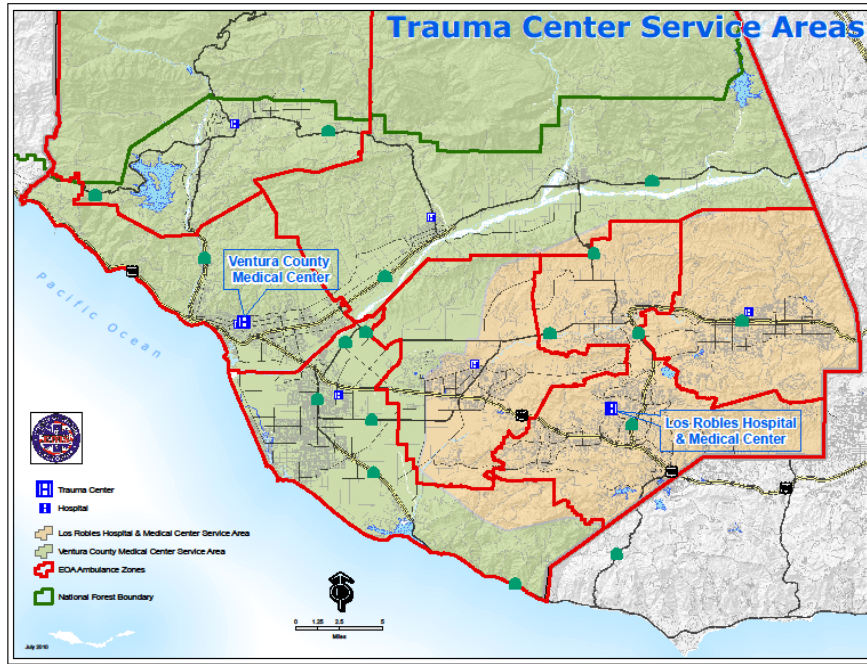 Trauma Center Service Areas
Ventura County
Medical Center
Pacific Ocean
Los Robles Hospital
& Medical Center
Trauma Center
Hospital
Los Robles Hospital & Medical Center Service Area
Ventura County Medical Center Service Area
EOA Ambulance Zones
National Forest Boundary
0 1.25 2.5 5
Miles
July 2010